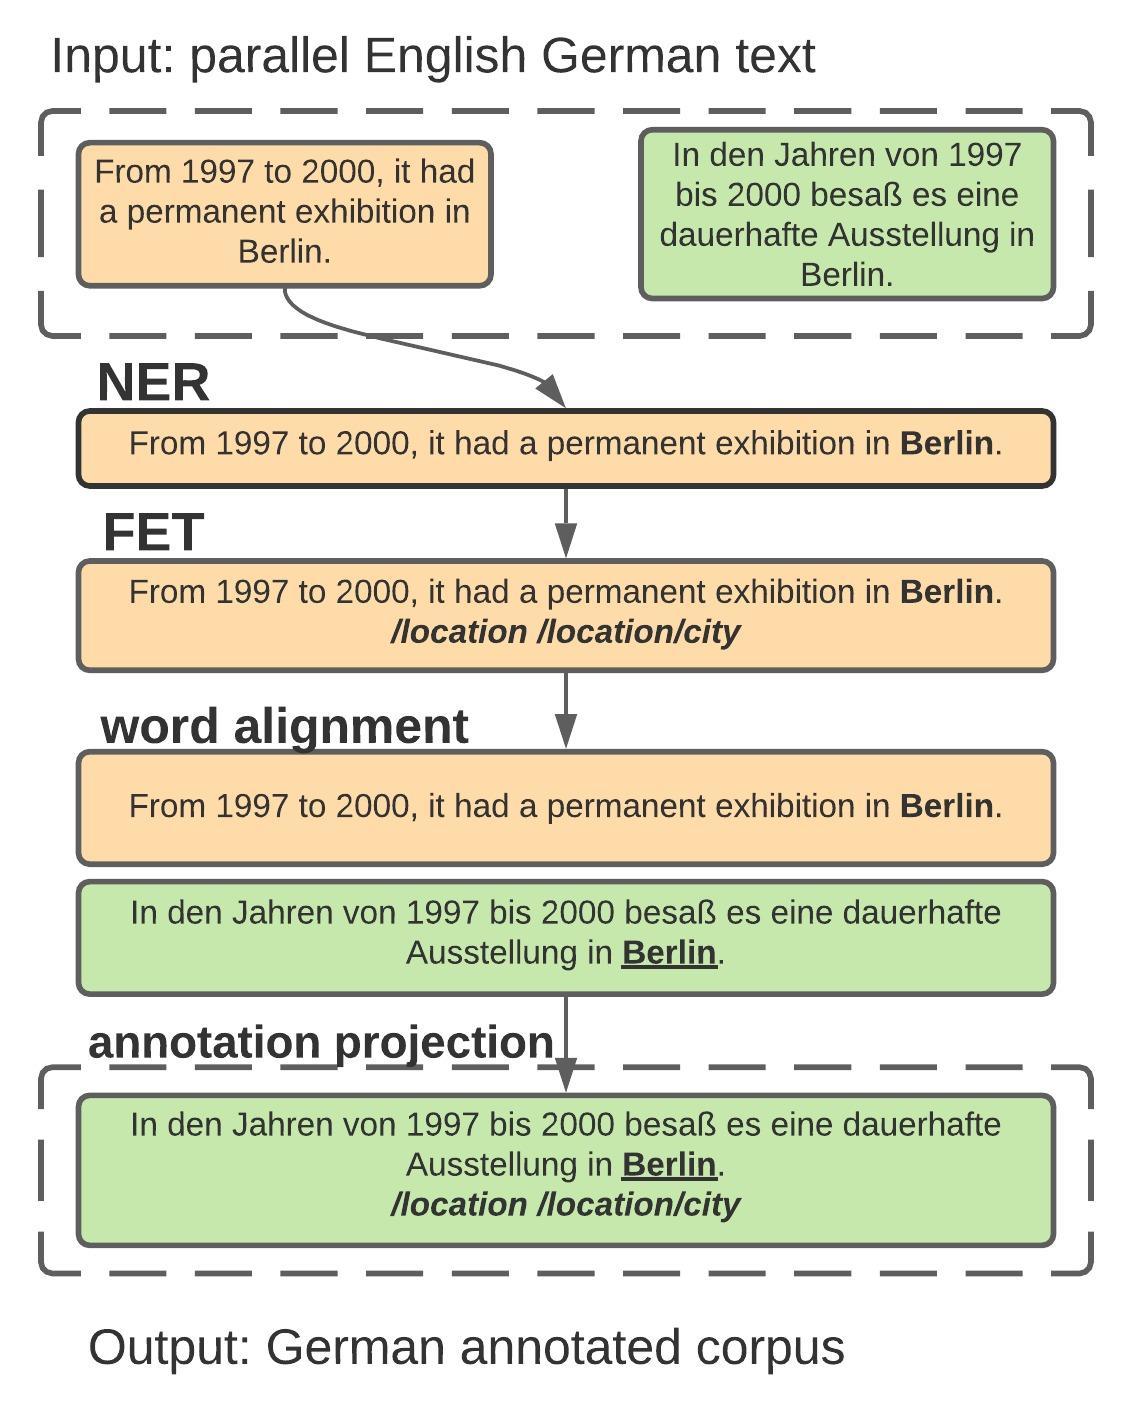 Input: parallel English German text
From 1997 to 2000, it had
a permanent exhibition in
Berlin.
In den Jahren von 1997
bis 2000 besaß es eine
dauerhafte Ausstellung in
Berlin.
NER
From 1997 to 2000, it had a permanent exhibition in Berlin.
FET
From 1997 to 2000, it had a permanent exhibition in Berlin.
/location /location/city
word alignment
From 1997 to 2000, it had a permanent exhibition in Berlin.
In den Jahren von 1997 bis 2000 besaß es eine dauerhafte
Ausstellung in Berlin.
annotation projection
In den Jahren von 1997 bis 2000 besaß es eine dauerhafte
Ausstellung in Berlin.
/location /location/city
Output: German annotated corpus